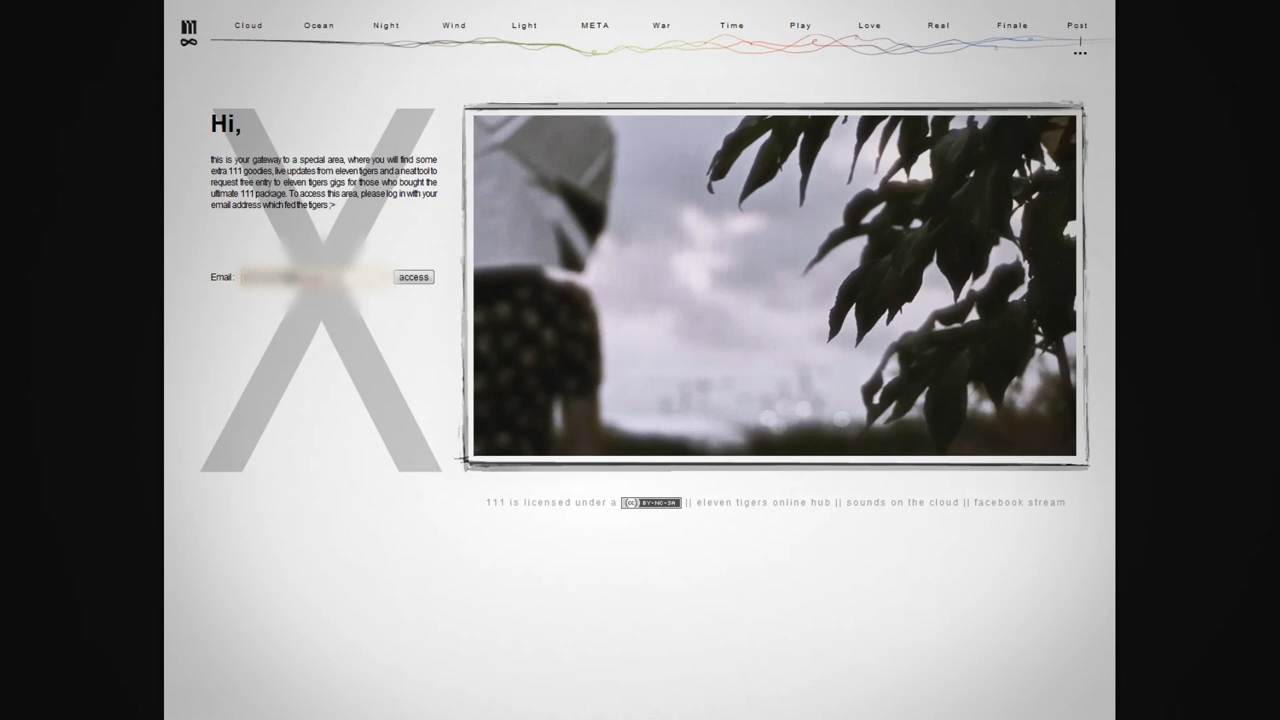 Cloud Ocean Night Wind Light META War Time Play Love Real Finale Post
Hi,
this is your gateway to a special area, where you will find some
extra 111 goodies, live updates from eleven tigers and a neat tool to
request free entry to eleven tigers gigs for those who bought the
ultimate 111 package. To access this area, please log in with your
email address which fed the tigers ;>
Email: access
111 is licensed under a (cc) BY-NC-SA || eleven tigers online hub || sounds on the cloud || facebook stream